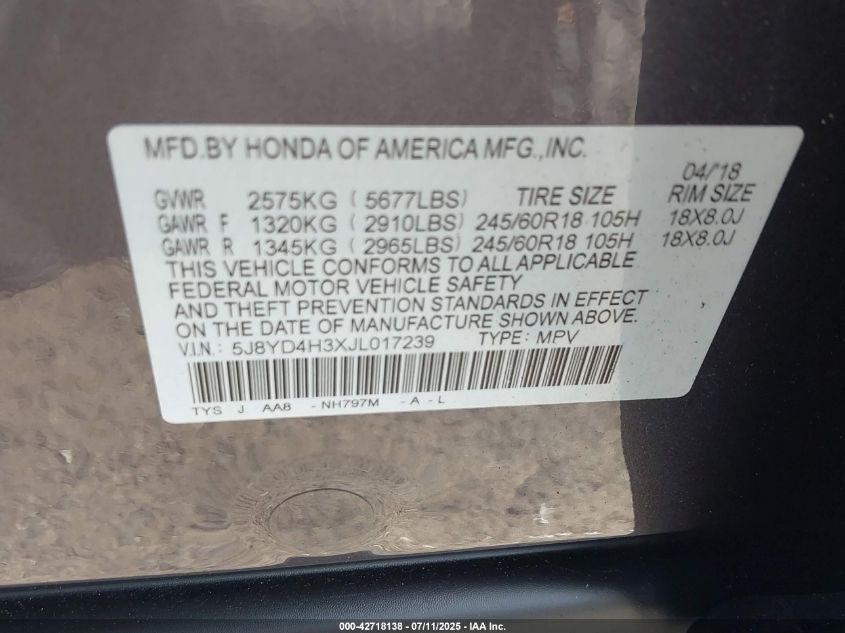 MFD.BY HONDA OF AMERICA MFG.,INC.
04/'18
GVWR 2575KG ( 5677LBS) TIRE SIZE RIM SIZE
GAWR F 1320KG ( 2910LBS) 245/60R18 105H 18X8.0J
GAWR R 1345KG ( 2965LBS) 245/60R18 105H 18X8.0J
THIS VEHICLE CONFORMS TO ALL APPLICABLE
FEDERAL MOTOR VEHICLE SAFETY
AND THEFT PREVENTION STANDARDS IN EFFECT
ON THE DATE OF MANUFACTURE SHOWN ABOVE.
V.I.N: 5J8YD4H3XJL017239 TYPE: MPV
TYS J AA8 - NH797M - A - L
000-42718138 - 07/11/2025 - IAA Inc.